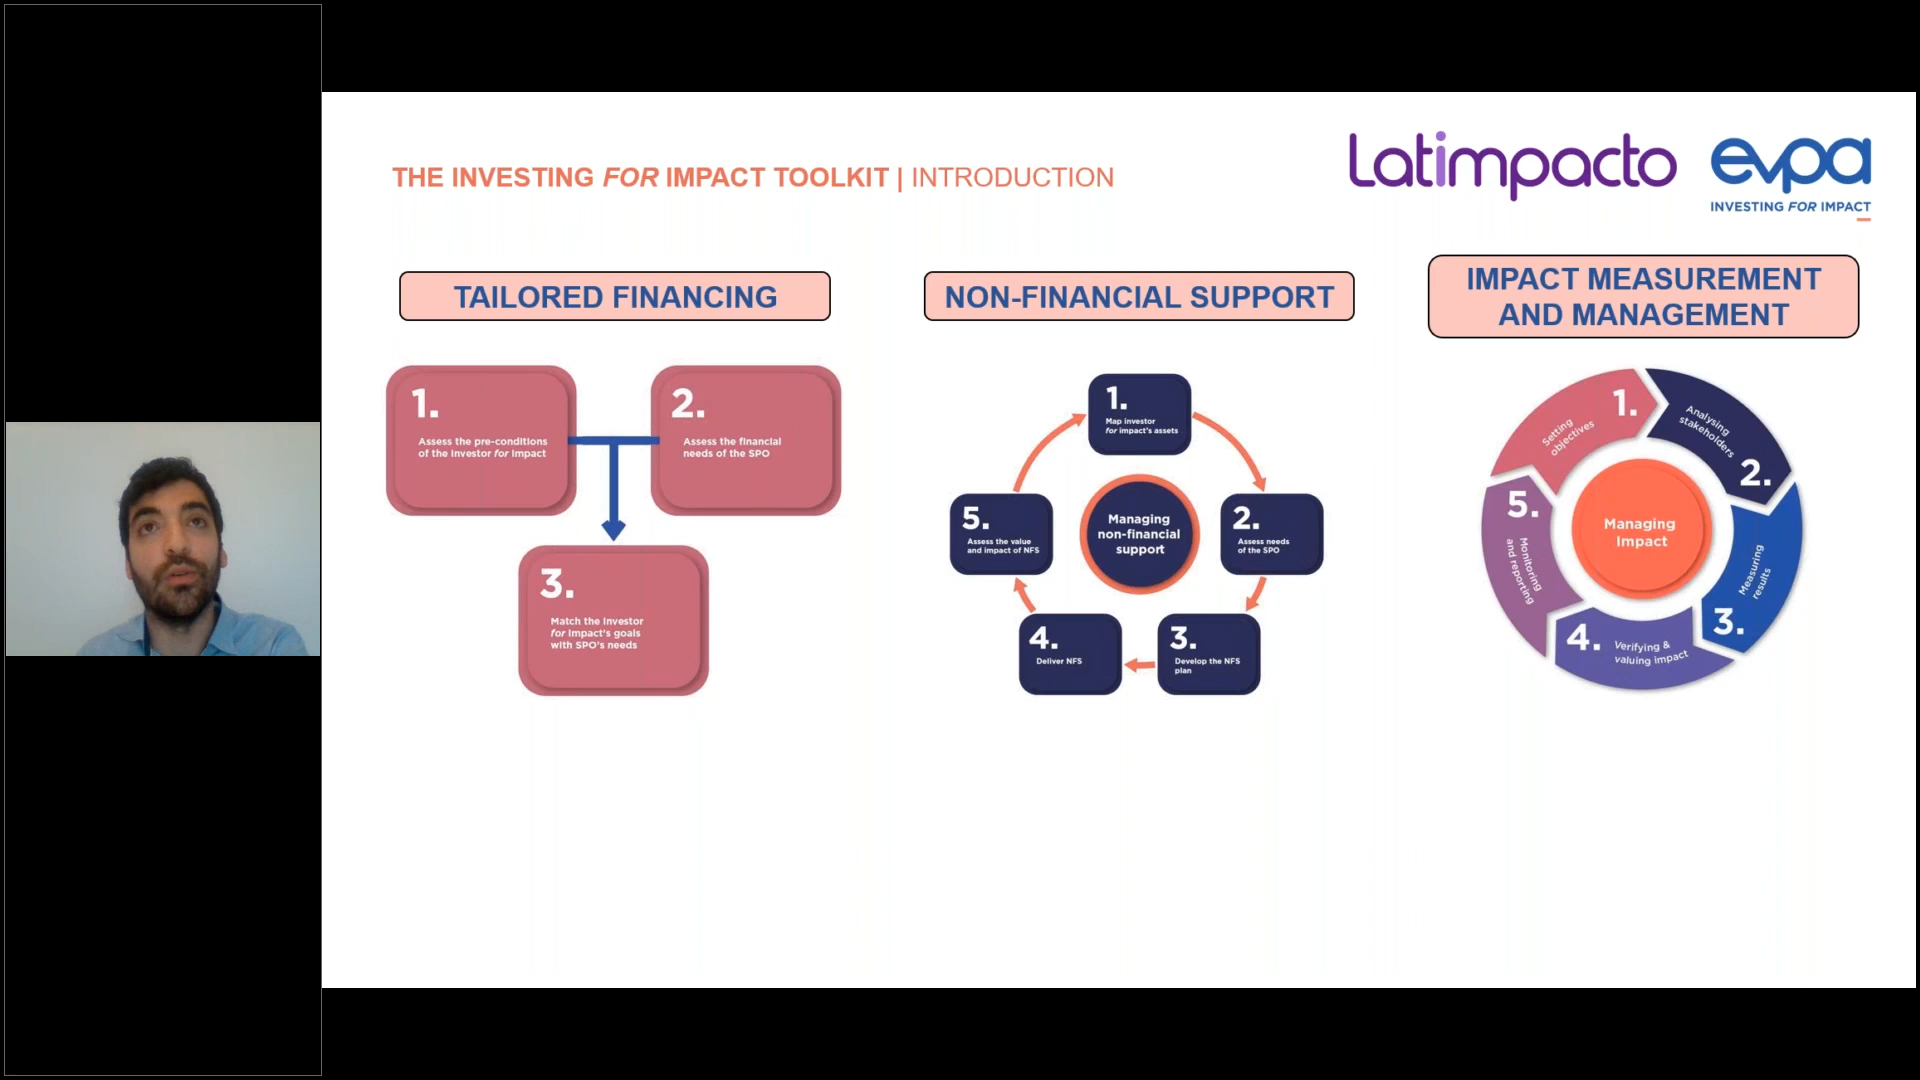 Latimpacto
evpa
INVESTING FOR IMPACT
THE INVESTING FOR IMPACT TOOLKIT | INTRODUCTION
TAILORED FINANCING
1.
Assess the pre-conditions
of the Investor for Impact
2.
Assess the financial
needs of the SPO
3.
Match the Investor
for Impact's goals
with SPO's needs
NON-FINANCIAL SUPPORT
Managing
non-financial
support
1.
Map investor
for impact's assets
2.
Assess needs
of the SPO
3.
Develop the NFS
plan
4.
Deliver NFS
5.
Assess the value
and impact of NFS
IMPACT MEASUREMENT
AND MANAGEMENT
Managing
Impact
1.
Setting
objectives
2.
Analysing
stakeholders
3.
Measuring
results
4.
Verifying &
valuing impact
5.
Monitoring
and reporting